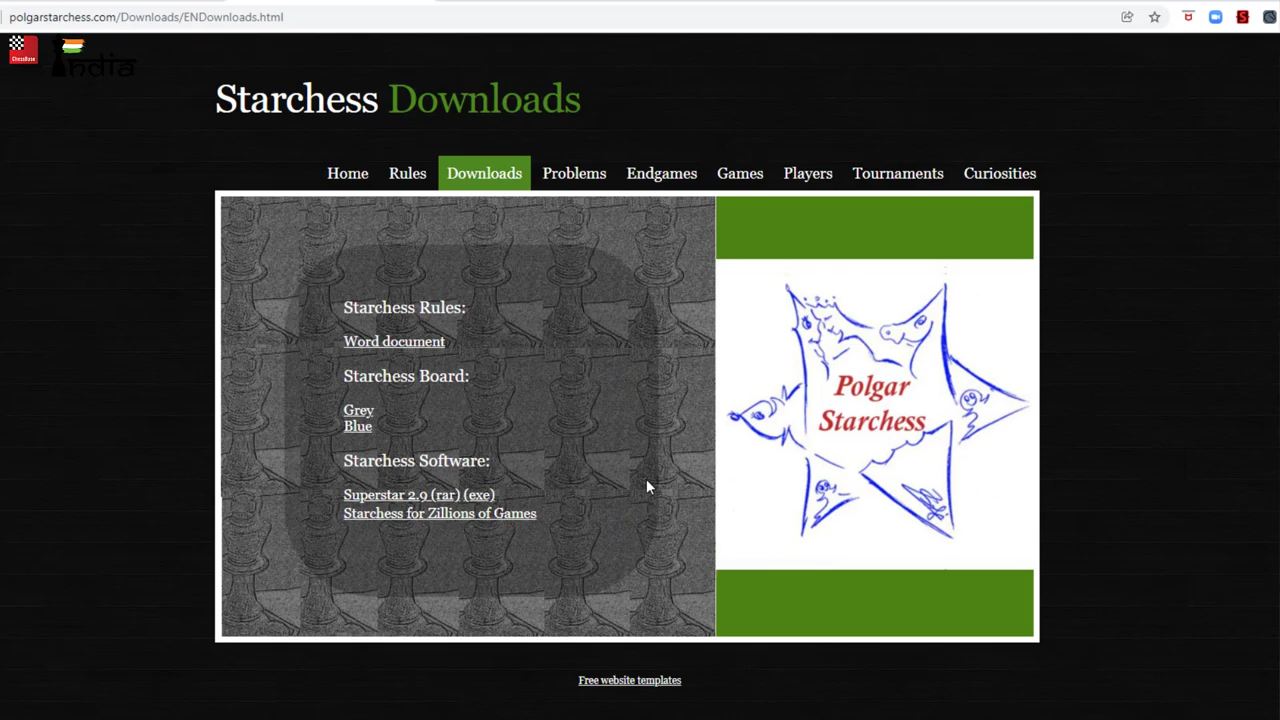 polgarstarchess.com/Downloads/ENDownloads.html
ChessBase
India
Starchess Downloads
Home Rules Downloads Problems Endgames Games Players Tournaments Curiosities
Starchess Rules:
Word document
Starchess Board:
Grey
Blue
Starchess Software:
Superstar 2.9 (rar) (exe)
Starchess for Zillions of Games
Polgar
Starchess
Free website templates